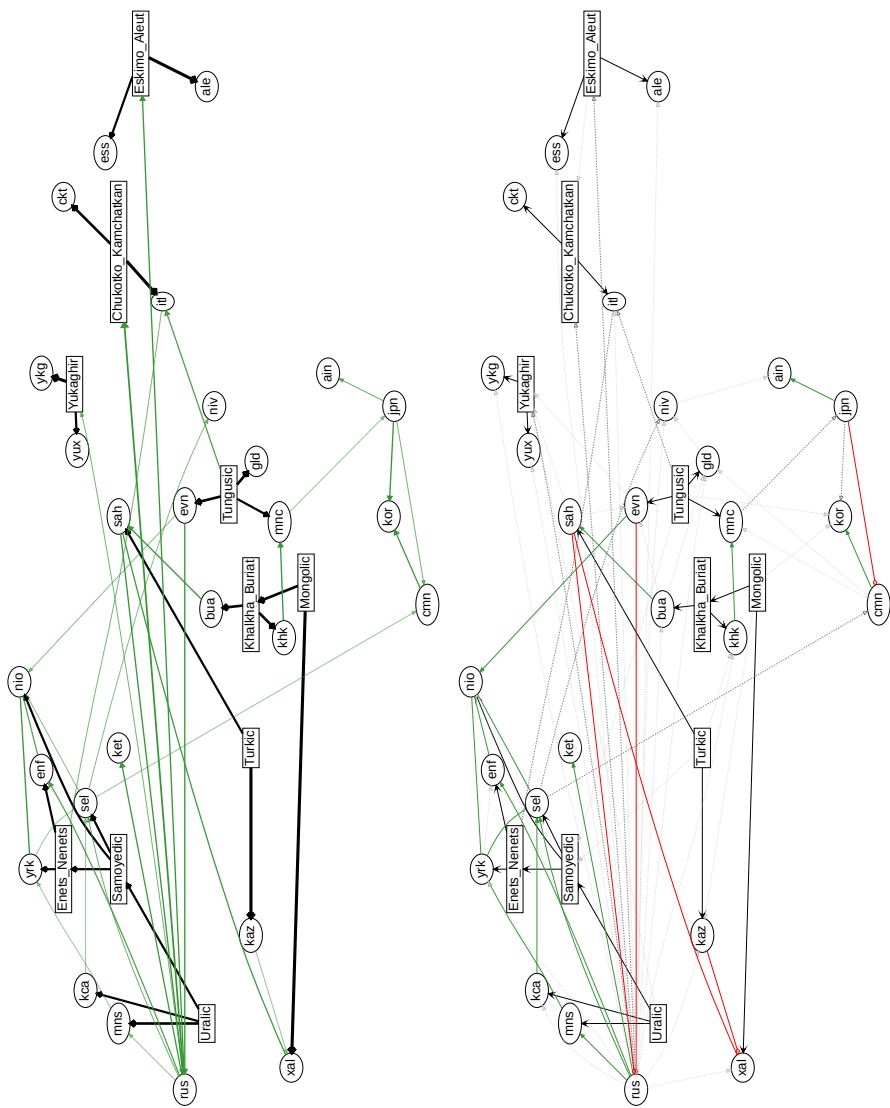 Eskimo_Aleut
ale
ess
ckt
Chukotko_Kamchatkan
itl
ykg
Yukaghir
yux
ain
jpn
niv
gld
Tungusic
evn
sah
mnc
kor
cmn
Mongolic
Khalkha_Buriat
bua
khk
nio
enf
ket
Turkic
sel
yrk
Enets_Nenets
Samoyedic
kaz
kca
mns
Uralic
xal
rus
Eskimo_Aleut
ale
ess
ckt
Chukotko_Kamchatkan
itl
ykg
Yukaghir
yux
ain
jpn
niv
gld
Tungusic
evn
sah
mnc
kor
cmn
Mongolic
Khalkha_Buriat
bua
khk
nio
enf
ket
Turkic
sel
yrk
Enets_Nenets
Samoyedic
kaz
kca
mns
Uralic
xal
rus